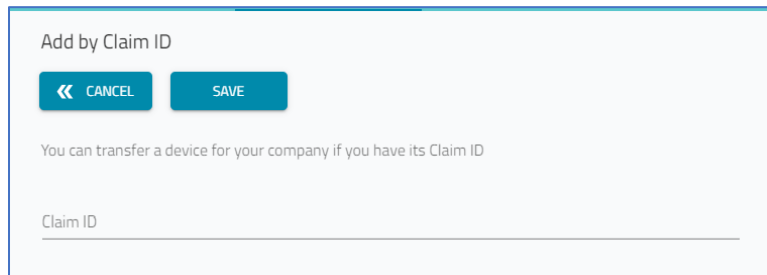 Add by Claim ID
CANCEL SAVE
You can transfer a device for your company if you have its Claim ID
Claim ID